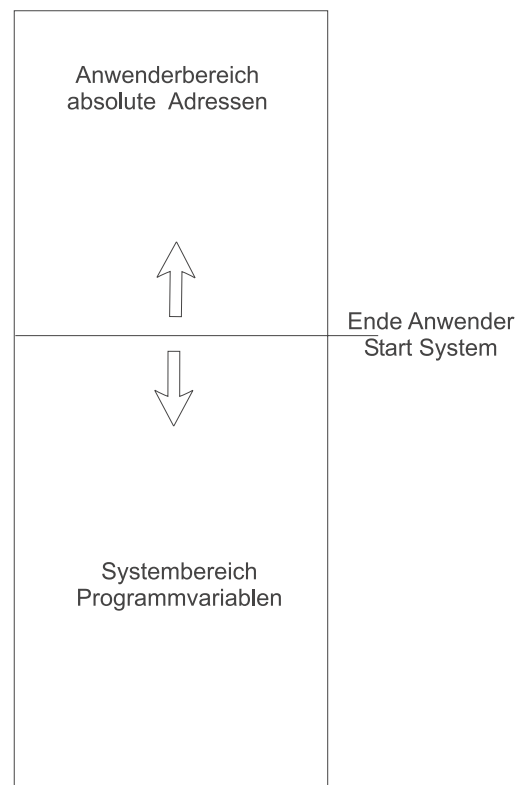 Anwenderbereich
absolute Adressen
Ende Anwender
Start System
Systembereich
Programmvariablen